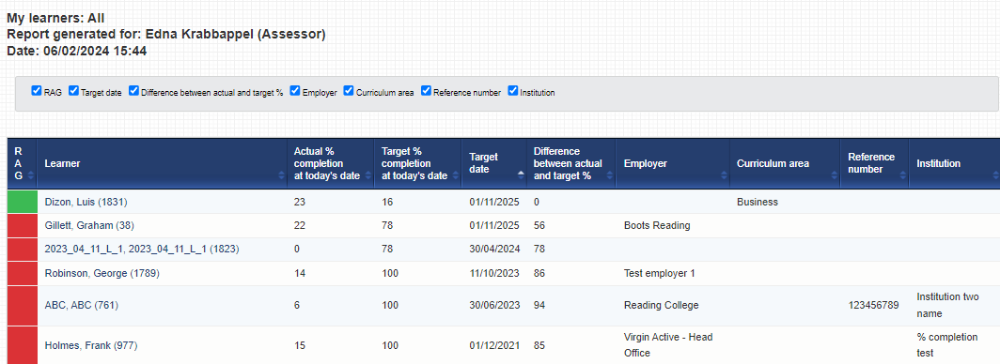 My learners: All
Report generated for: Edna Krabbappel (Assessor)
Date: 06/02/2024 15:44
RAG Target date Difference between actual and target % Employer Curriculum area Reference number Institution
R A G Learner Actual % completion at today's date Target % completion at today's date Target date Difference between actual and target % Employer Curriculum area Reference number Institution
Dizon, Luis (1831) 23 16 01/11/2025 0 Business
Gillett, Graham (38) 22 78 01/11/2025 56 Boots Reading
2023_04_11_L_1, 2023_04_11_L_1 (1823) 0 78 30/04/2024 78
Robinson, George (1789) 14 100 11/10/2023 86 Test employer 1
ABC, ABC (761) 6 100 30/06/2023 94 Reading College 123456789 Institution two name
Holmes, Frank (977) 15 100 01/12/2021 85 Virgin Active - Head Office % completion test